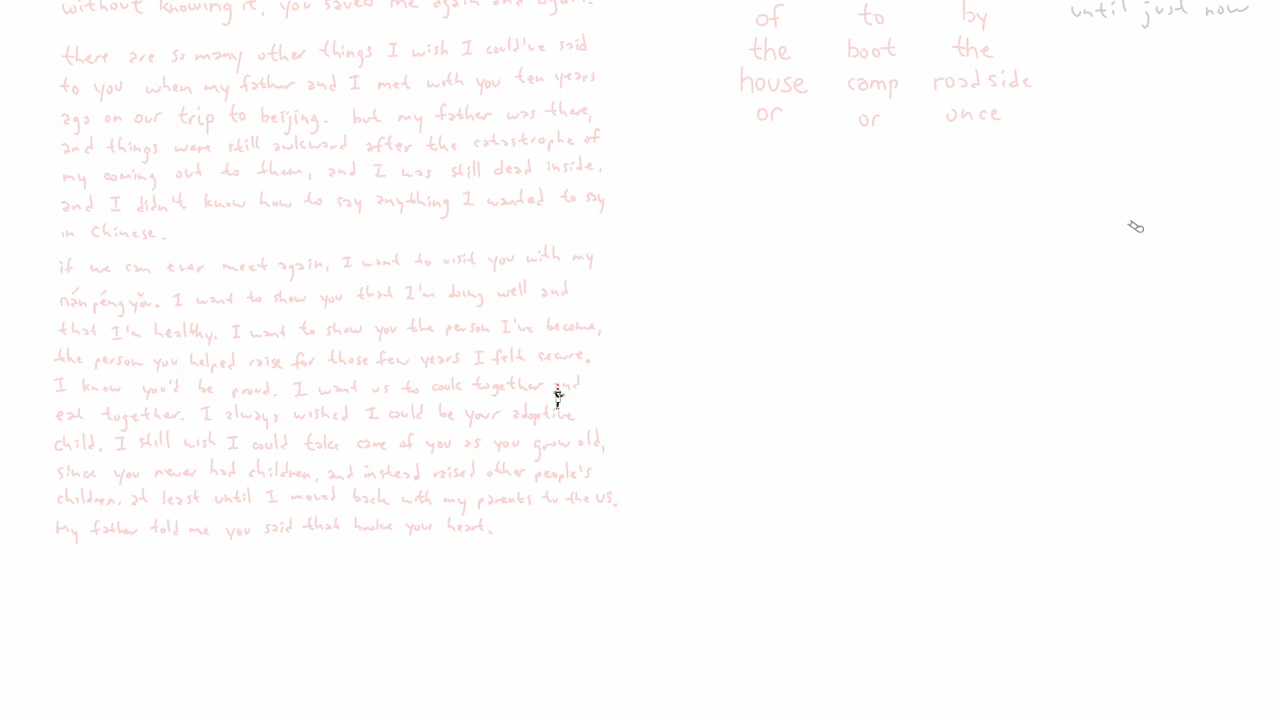 without knowing it, you saved me again and again.
there are so many other things I wish I could've said
to you when my father and I met with you ten years
ago on our trip to beijing. but my father was there,
and things were still awkward after the catastrophe of
my coming out to them, and I was still dead inside,
and I didn't know how to say anything I wanted to say
in Chinese.
if we can ever meet again, I want to visit you with my
nán péng yǒu. I want to show you that I'm doing well and
that I'm healthy. I want to show you the person I've become,
the person you helped raise for those few years I felt secure.
I know you'd be proud. I want us to cook together and
eat together. I always wished I could be your adoptive
child. I still wish I could take care of you as you grow old,
since you never had children, and instead raised other people's
children, at least until I moved back with my parents to the US.
My father told me you said that broke your heart.
of
the
house
or
to
boot
camp
or
by
the
roadside
once
until just now